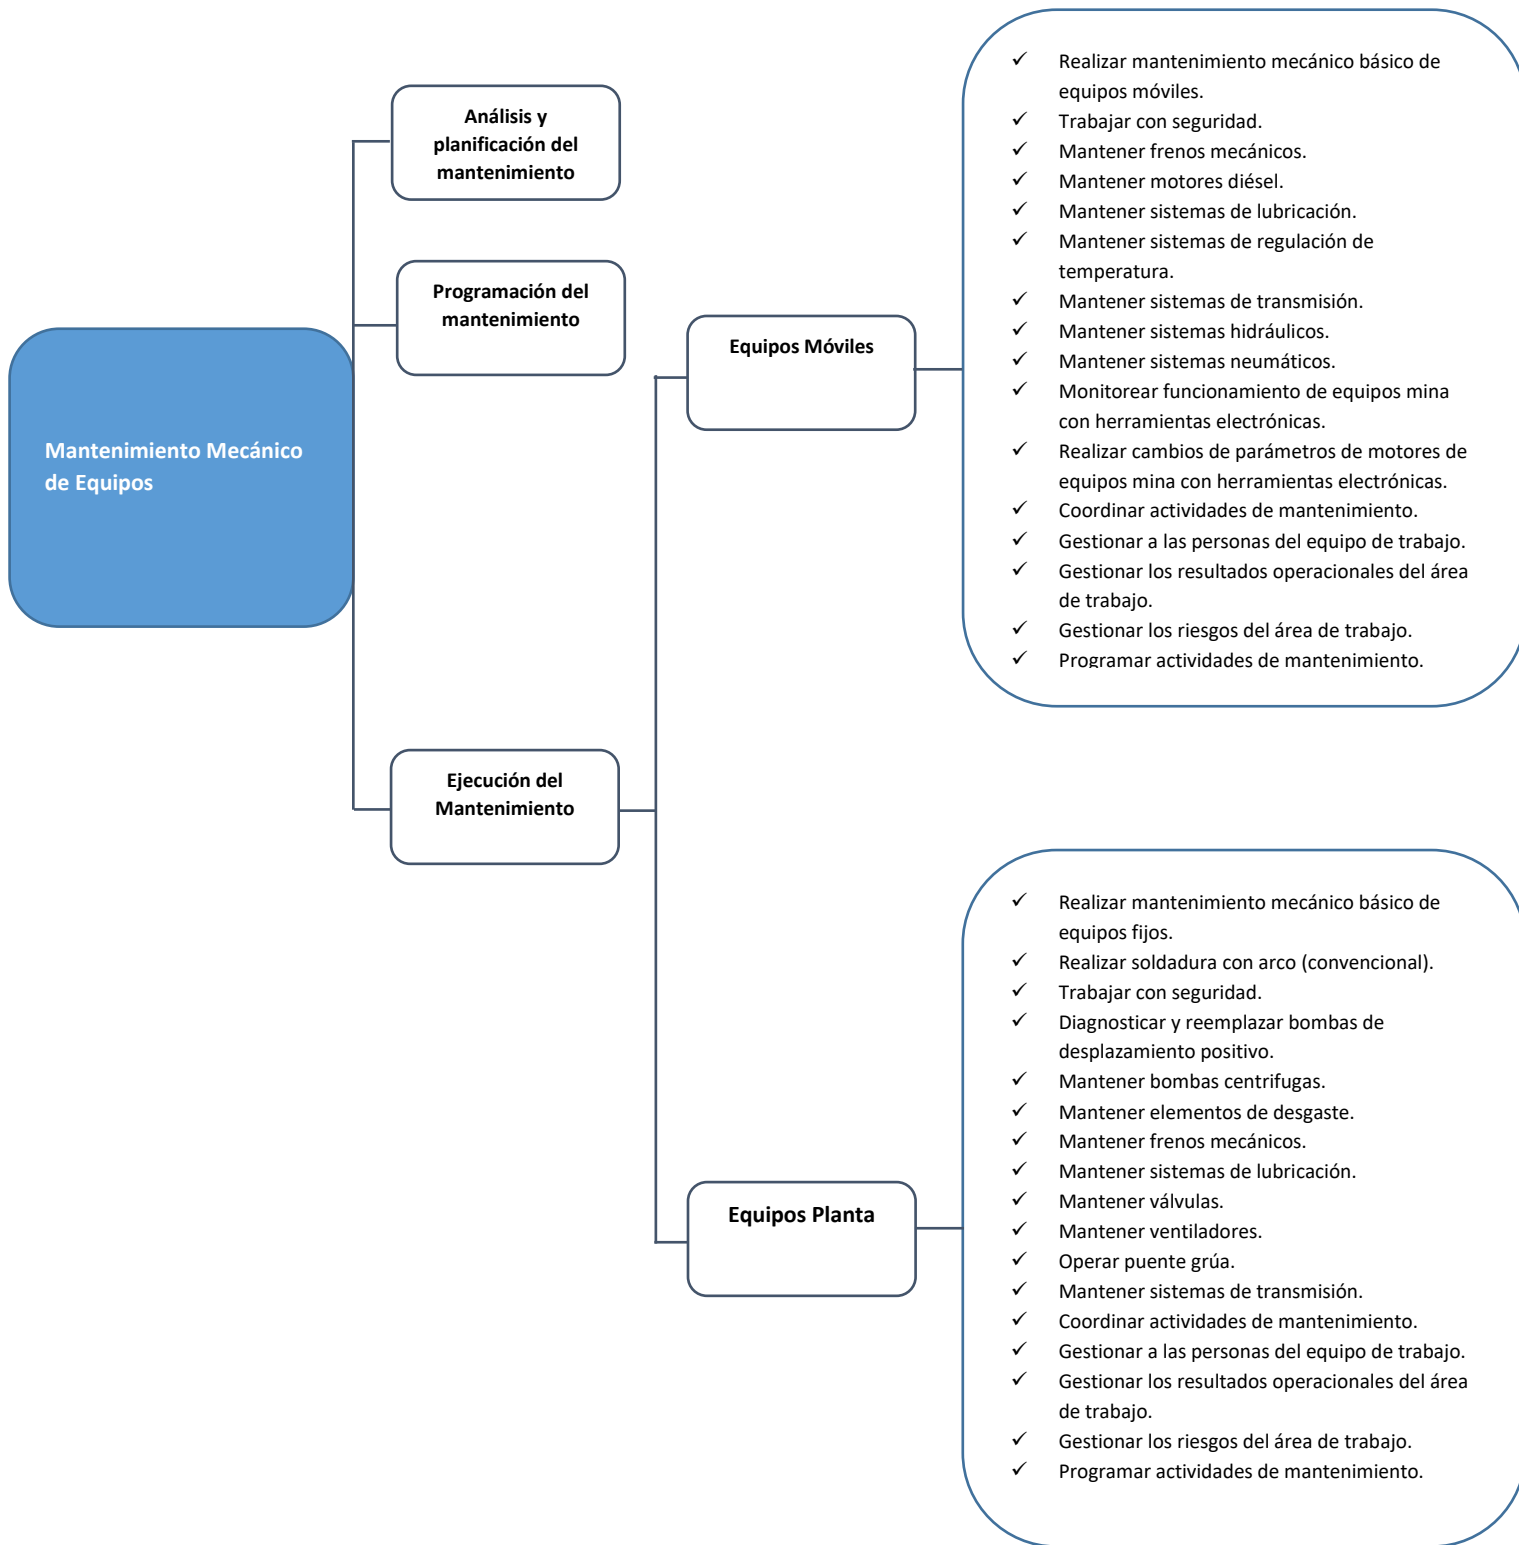 Mantenimiento Mecánico
de Equipos
Análisis y
planificación del
mantenimiento
Programación del
mantenimiento
Ejecución del
Mantenimiento
Equipos Móviles
✓ Realizar mantenimiento mecánico básico de
equipos móviles.
✓ Trabajar con seguridad.
✓ Mantener frenos mecánicos.
✓ Mantener motores diésel.
✓ Mantener sistemas de lubricación.
✓ Mantener sistemas de regulación de
temperatura.
✓ Mantener sistemas de transmisión.
✓ Mantener sistemas hidráulicos.
✓ Mantener sistemas neumáticos.
✓ Monitorear funcionamiento de equipos mina
con herramientas electrónicas.
✓ Realizar cambios de parámetros de motores de
equipos mina con herramientas electrónicas.
✓ Coordinar actividades de mantenimiento.
✓ Gestionar a las personas del equipo de trabajo.
✓ Gestionar los resultados operacionales del área
de trabajo.
✓ Gestionar los riesgos del área de trabajo.
✓ Programar actividades de mantenimiento.
Equipos Planta
✓ Realizar mantenimiento mecánico básico de
equipos fijos.
✓ Realizar soldadura con arco (convencional).
✓ Trabajar con seguridad.
✓ Diagnosticar y reemplazar bombas de
desplazamiento positivo.
✓ Mantener bombas centrifugas.
✓ Mantener elementos de desgaste.
✓ Mantener frenos mecánicos.
✓ Mantener sistemas de lubricación.
✓ Mantener válvulas.
✓ Mantener ventiladores.
✓ Operar puente grúa.
✓ Mantener sistemas de transmisión.
✓ Coordinar actividades de mantenimiento.
✓ Gestionar a las personas del equipo de trabajo.
✓ Gestionar los resultados operacionales del área
de trabajo.
✓ Gestionar los riesgos del área de trabajo.
✓ Programar actividades de mantenimiento.